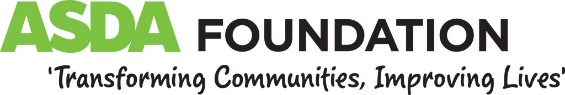 ASDA FOUNDATION
'Transforming Communities, Improving Lives'